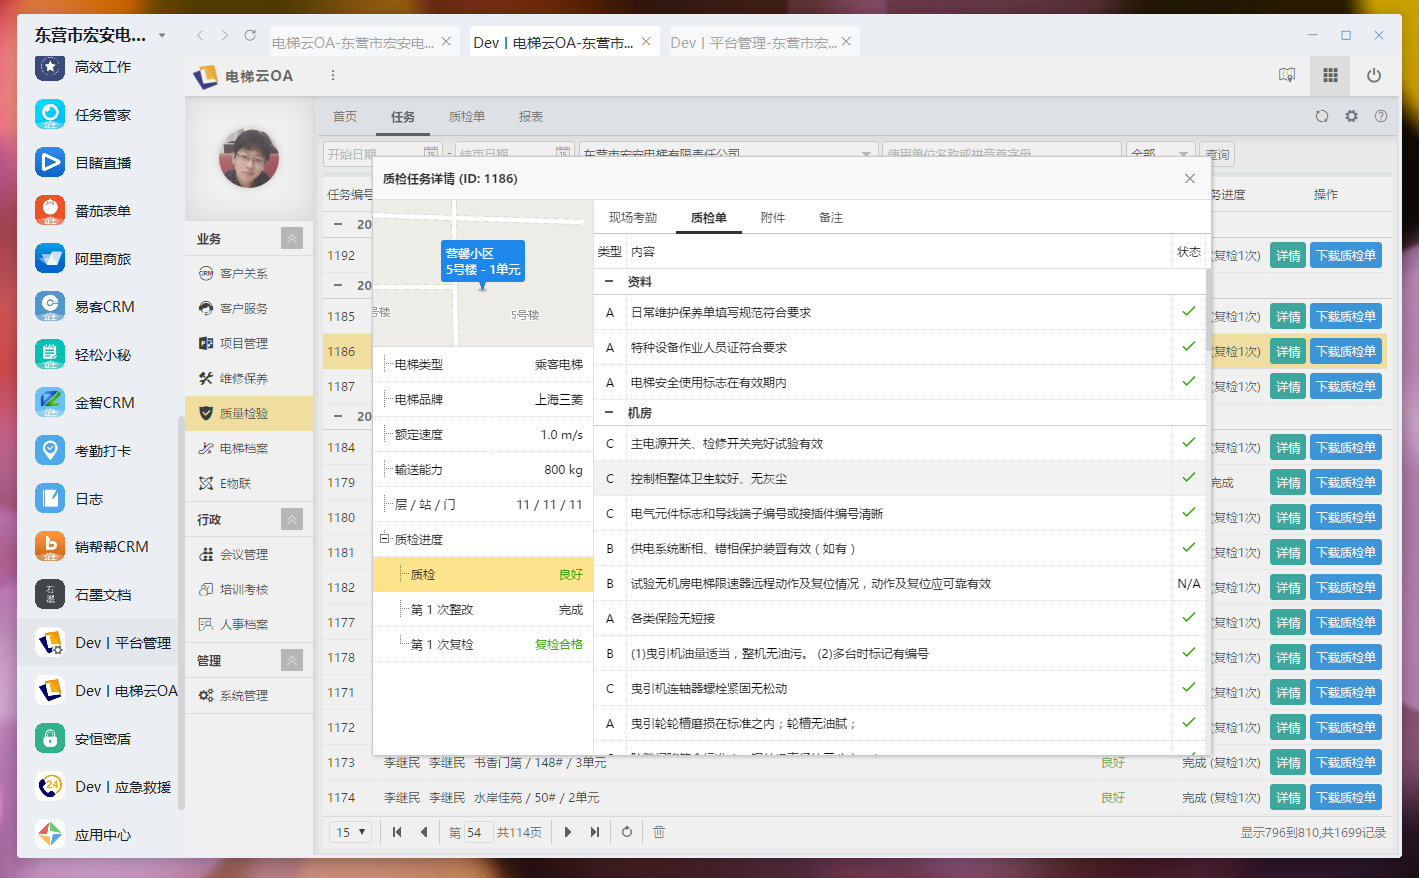 东营市宏安电...
电梯云OA-东营市宏安电...
Dev丨电梯云OA-东营市...
Dev丨平台管理-东营市宏...
高效工作
任务管家
目睹直播
番茄表单
阿里商旅
易客CRM
轻松小秘
金智CRM
考勤打卡
日志
销帮帮CRM
石墨文档
Dev丨平台管理
Dev丨电梯云OA
安恒密盾
Dev丨应急救援
应用中心
电梯云OA
业务
客户关系
客户服务
项目管理
维修保养
质量检验
电梯档案
E物联
行政
会议管理
培训考核
人事档案
管理
系统管理
首页 任务 质检单 报表
开始日期 - 结束日期 东营市宏安电梯有限责任公司 使用单位名称或拼音首字母 全部 查询
任务编号 务进度 操作
20
1192 (复检1次) 详情 下载质检单
20
1185 (复检1次) 详情 下载质检单
1186 (复检1次) 详情 下载质检单
1187 (复检1次) 详情 下载质检单
20
1184 (复检1次) 详情 下载质检单
1179 完成 详情 下载质检单
1180 (复检1次) 详情 下载质检单
1181 (复检1次) 详情 下载质检单
1182 (复检1次) 详情 下载质检单
1177 (复检1次) 详情 下载质检单
1178 (复检1次) 详情 下载质检单
1171 (复检1次) 详情 下载质检单
1172 (复检1次) 详情 下载质检单
1173 李继民 李继民 书香门第 / 148# / 3单元 良好 完成 (复检1次) 详情 下载质检单
1174 李继民 李继民 水岸佳苑 / 50# / 2单元 良好 完成 (复检1次) 详情 下载质检单
15 第 54 共114页 显示796到810,共1699记录
质检任务详情 (ID: 1186)
营馨小区
5号楼 - 1单元
号楼
5号楼
电梯类型 乘客电梯
电梯品牌 上海三菱
额定速度 1.0 m/s
输送能力 800 kg
层 / 站 / 门 11 / 11 / 11
质检进度
质检 良好
第 1 次整改 完成
第 1 次复检 复检合格
现场考勤 质检单 附件 备注
类型 内容 状态
资料
A 日常维护保养单填写规范符合要求
A 特种设备作业人员证符合要求
A 电梯安全使用标志在有效期内
机房
C 主电源开关、检修开关完好试验有效
C 控制柜整体卫生较好、无灰尘
C 电气元件标志和导线端子编号或接插件编号清晰
B 供电系统断相、错相保护装置有效（如有）
B 试验无机房电梯限速器远程动作及复位情况，动作及复位应可靠有效 N/A
A 各类保险无短接
B (1)曳引机油量适当，整机无油污。 (2)多台时标记有编号
C 曳引机连轴器螺栓紧固无松动
A 曳引轮轮槽磨损在标准之内；轮槽无油腻；